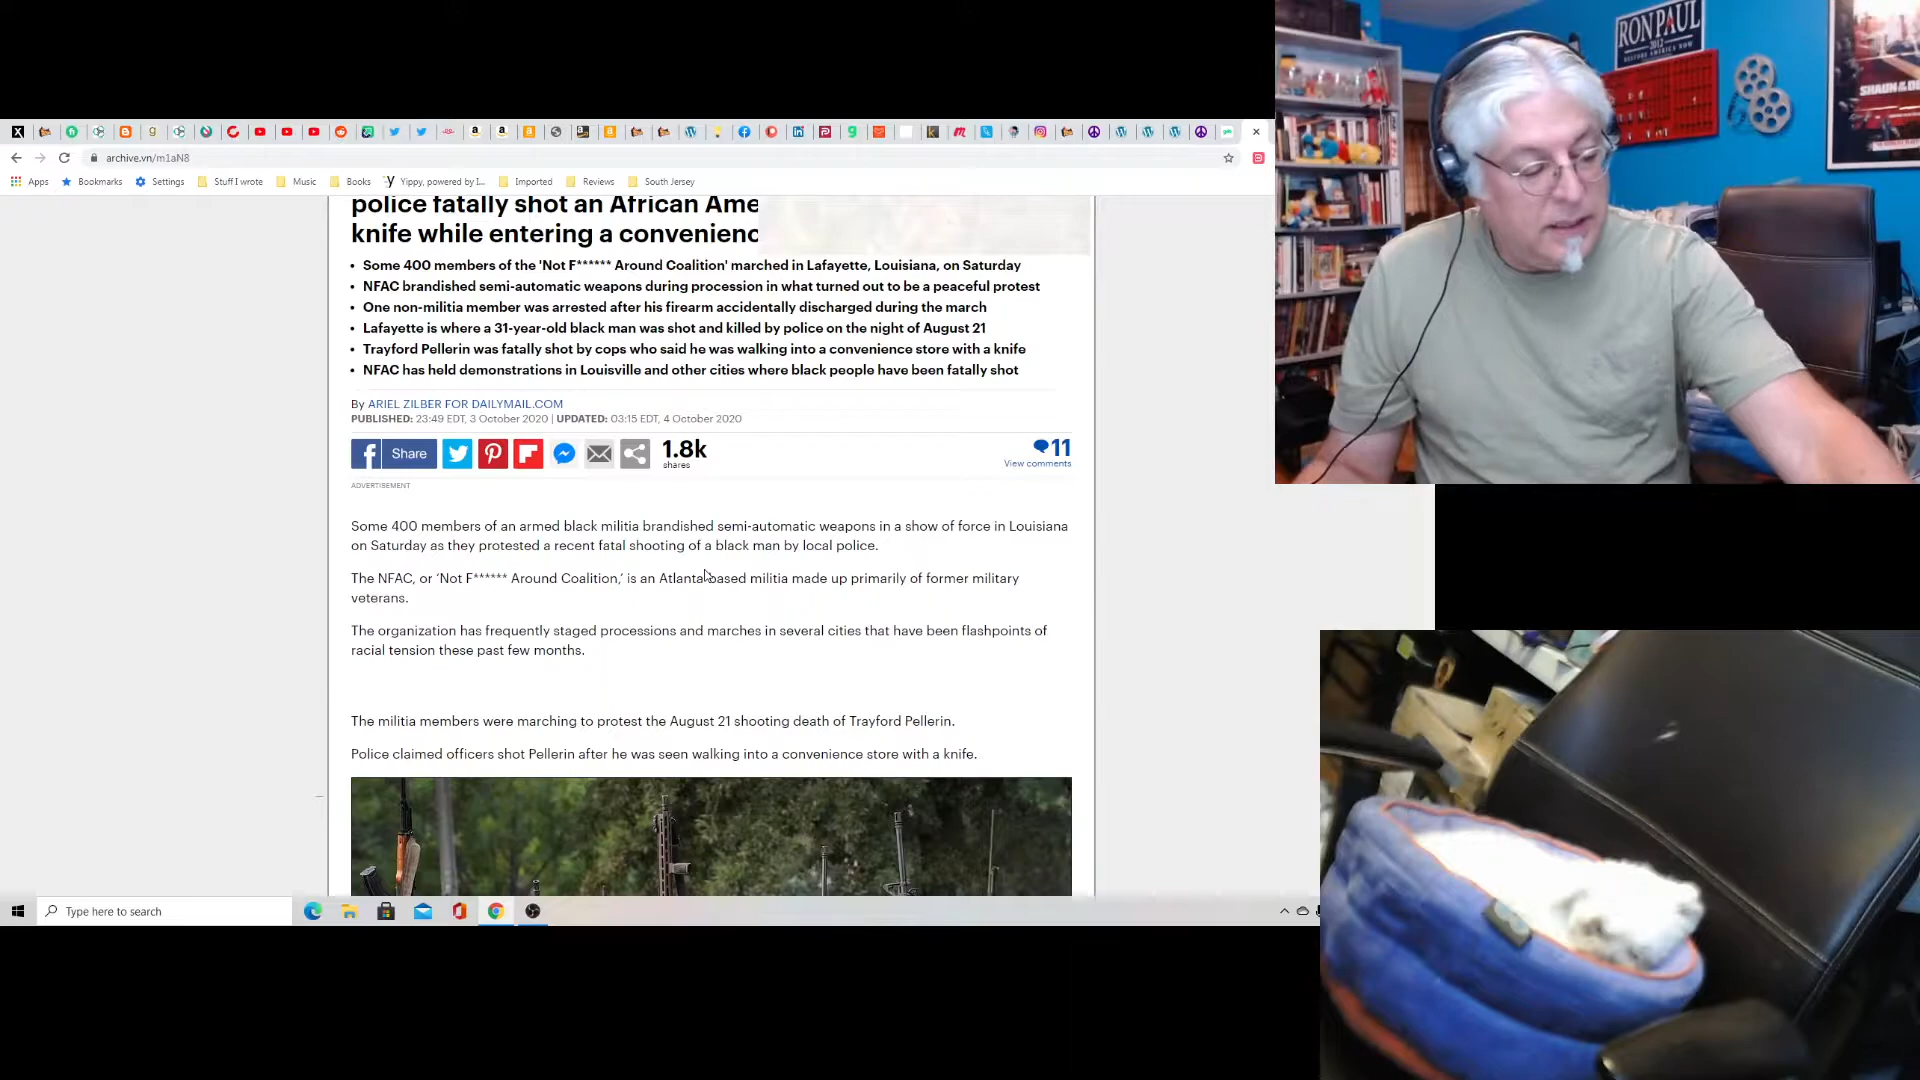 archive.vn/m1aN8
Apps Bookmarks Settings Stuff I wrote Music Books Yippy, powered by I... Imported Reviews South Jersey
police fatally shot an African Ame
knife while entering a convenienc
• Some 400 members of the 'Not F****** Around Coalition' marched in Lafayette, Louisiana, on Saturday
• NFAC brandished semi-automatic weapons during procession in what turned out to be a peaceful protest
• One non-militia member was arrested after his firearm accidentally discharged during the march
• Lafayette is where a 31-year-old black man was shot and killed by police on the night of August 21
• Trayford Pellerin was fatally shot by cops who said he was walking into a convenience store with a knife
• NFAC has held demonstrations in Louisville and other cities where black people have been fatally shot
By ARIEL ZILBER FOR DAILYMAIL.COM
PUBLISHED: 23:49 EDT, 3 October 2020 | UPDATED: 03:15 EDT, 4 October 2020
Share 1.8k shares 11 View comments
ADVERTISEMENT
Some 400 members of an armed black militia brandished semi-automatic weapons in a show of force in Louisiana
on Saturday as they protested a recent fatal shooting of a black man by local police.
The NFAC, or ‘Not F****** Around Coalition,’ is an Atlanta-based militia made up primarily of former military
veterans.
The organization has frequently staged processions and marches in several cities that have been flashpoints of
racial tension these past few months.
The militia members were marching to protest the August 21 shooting death of Trayford Pellerin.
Police claimed officers shot Pellerin after he was seen walking into a convenience store with a knife.
Type here to search
RON PAUL
2012
RESTORE AMERICA NOW
SHAUN OF THE DE